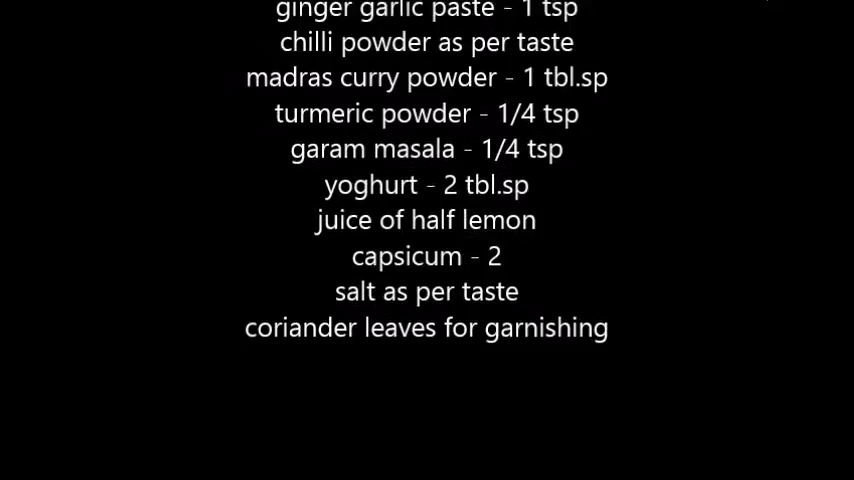 ginger garlic paste - 1 tsp
chilli powder as per taste
madras curry powder - 1 tbl.sp
turmeric powder - 1/4 tsp
garam masala - 1/4 tsp
yoghurt - 2 tbl.sp
juice of half lemon
capsicum - 2
salt as per taste
coriander leaves for garnishing